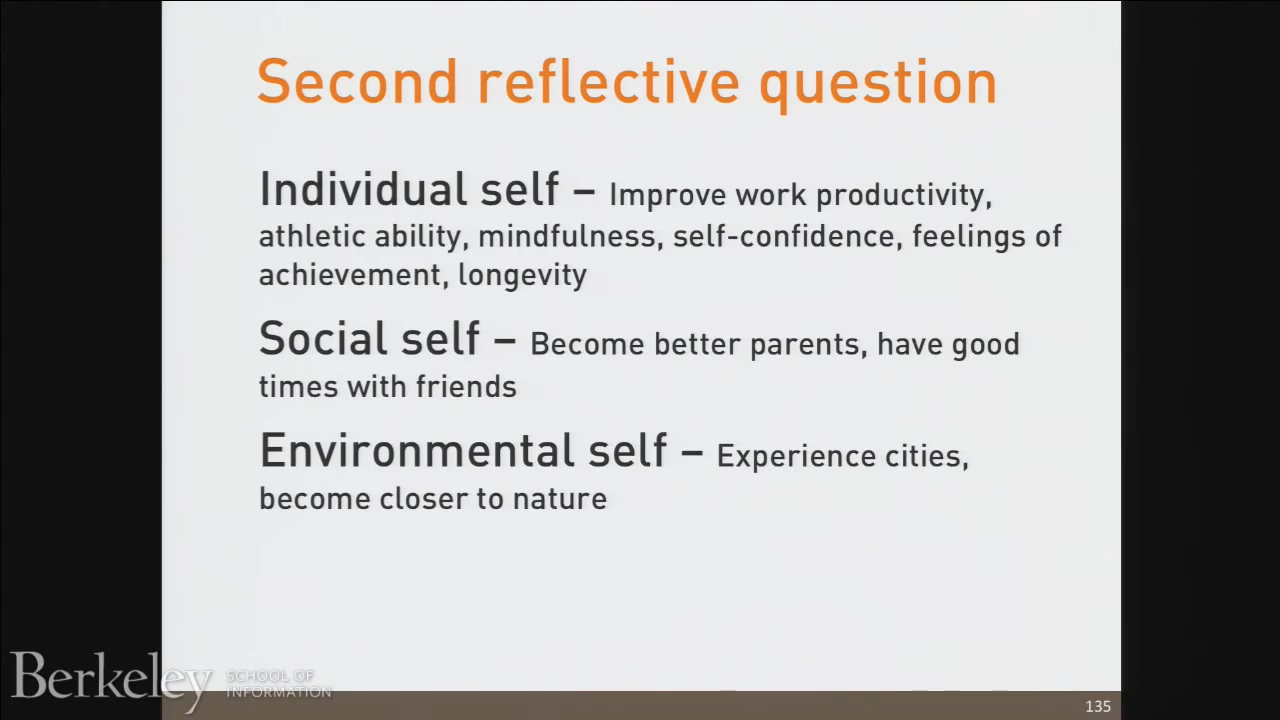 Second reflective question
Individual self – Improve work productivity,
athletic ability, mindfulness, self-confidence, feelings of
achievement, longevity
Social self – Become better parents, have good
times with friends
Environmental self – Experience cities,
become closer to nature
Berkeley SCHOOL OF
INFORMATION
135